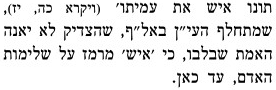 תונו איש את עמיתו' (ויקרא כה, יז),
שמתחלף העי"ן באל"ף, שהצדיק לא יאנה
האמת שבלבו, כי 'איש' מרמז על שלימות
האדם, עד כאן.